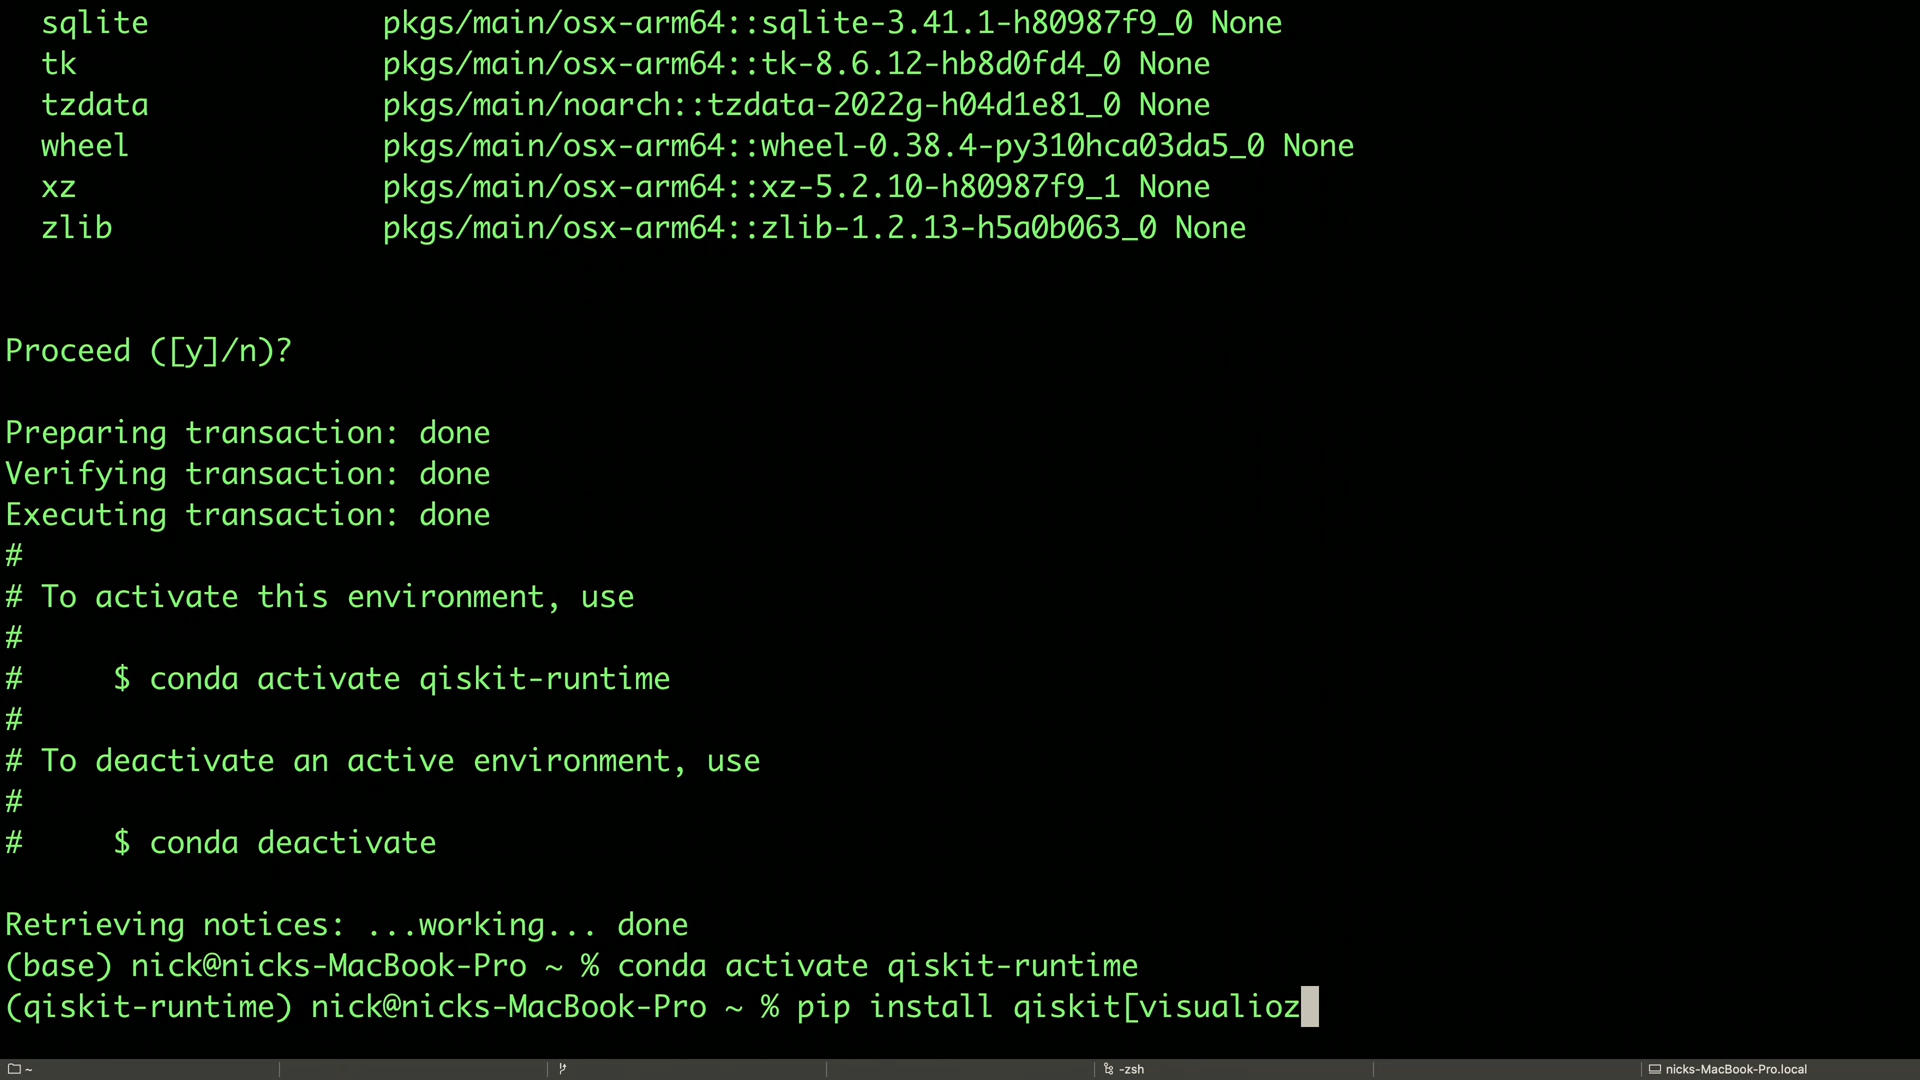 sqlite pkgs/main/osx-arm64::sqlite-3.41.1-h80987f9_0 None
tk pkgs/main/osx-arm64::tk-8.6.12-hb8d0fd4_0 None
tzdata pkgs/main/noarch::tzdata-2022g-h04d1e81_0 None
wheel pkgs/main/osx-arm64::wheel-0.38.4-py310hca03da5_0 None
xz pkgs/main/osx-arm64::xz-5.2.10-h80987f9_1 None
zlib pkgs/main/osx-arm64::zlib-1.2.13-h5a0b063_0 None
Proceed ([y]/n)?
Preparing transaction: done
Verifying transaction: done
Executing transaction: done
#
# To activate this environment, use
#
# $ conda activate qiskit-runtime
#
# To deactivate an active environment, use
#
# $ conda deactivate
Retrieving notices: ...working... done
(base) nick@nicks-MacBook-Pro ~ % conda activate qiskit-runtime
(qiskit-runtime) nick@nicks-MacBook-Pro ~ % pip install qiskit[visualioz
~ -zsh nicks-MacBook-Pro.local